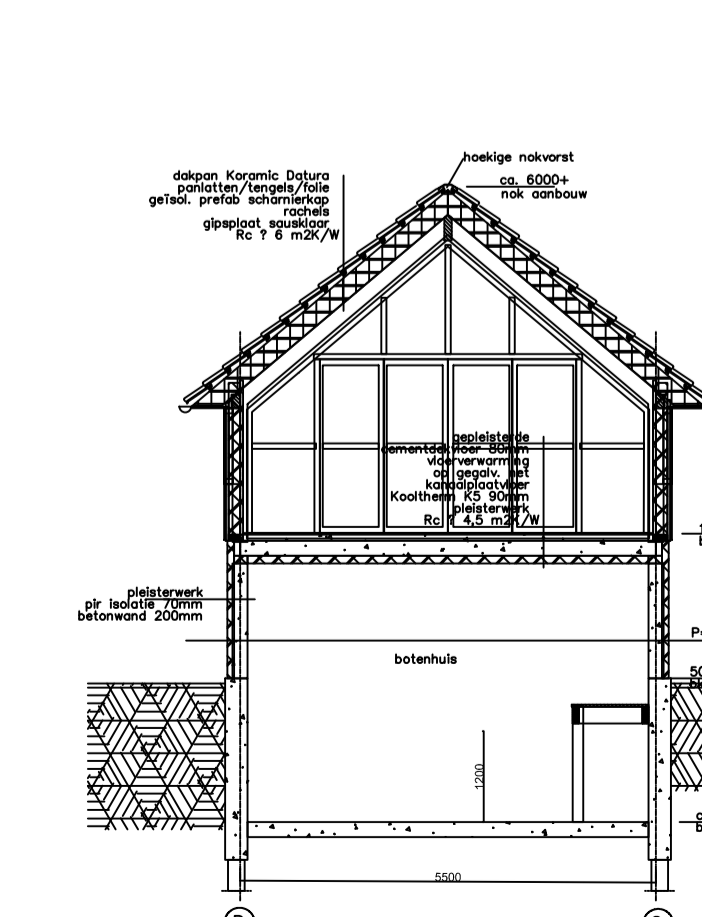 hoekige nokvorst
ca. 6000+
nok aanbouw
dakpan Koramic Datura
panlatten/tengels/folie
geïsol. prefab scharnierkap
rachels
gipsplaat sausklaar
Rc ? 6 m2K/W
gepleisterde
cementdekvloer 80mm
vloerverwarming
op gegalv. net
kanaalplaatvloer
Kooltherm K5 90mm
pleisterwerk
Rc ? 4,5 m2K/W
pleisterwerk
pir isolatie 70mm
betonwand 200mm
P=
botenhuis
50
1200
5500